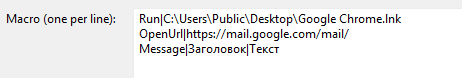 Macro (one per line):
Run|C:\Users\Public\Desktop\Google Chrome.lnk
OpenUrl|https://mail.google.com/mail/
Message|Заголовок|Текст